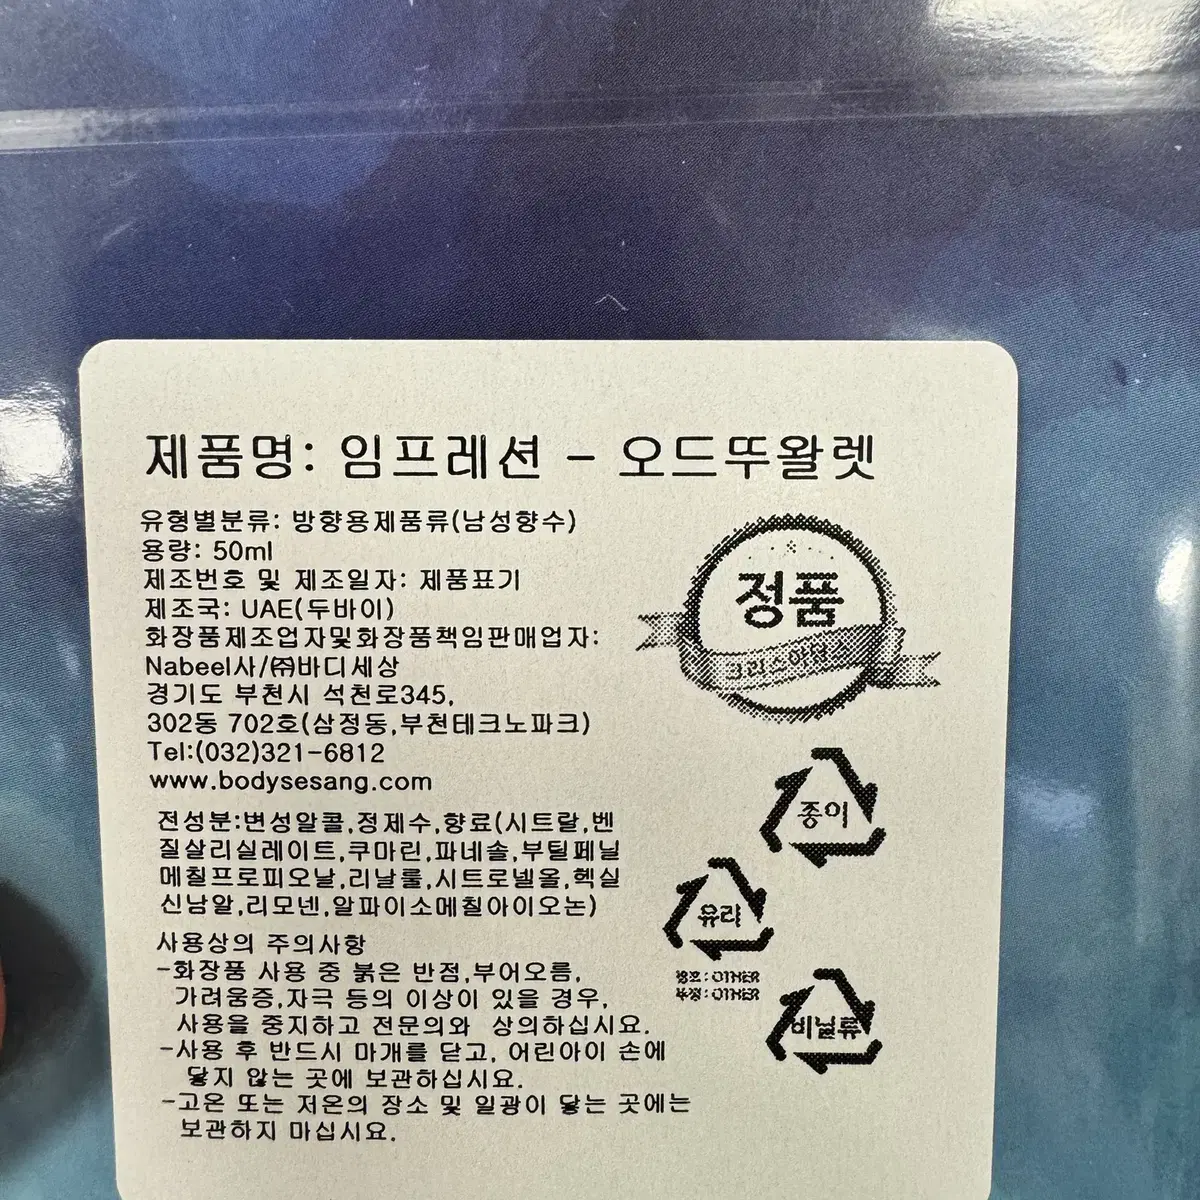 제품명: 임프레션 - 오드뚜왈렛
유형별분류: 방향용제품류(남성향수)
용량: 50ml
제조번호 및 제조일자: 제품표기
제조국: UAE(두바이)
화장품제조업자및화장품책임판매업자:
Nabeel사/㈜바디세상
경기도 부천시 석천로345,
302동 702호(삼정동,부천테크노파크)
Tel:(032)321-6812
www.bodysesang.com
정품
크리스챤
전성분:변성알콜,정제수,향료(시트랄,벤
질살리실레이트,쿠마린,파네솔,부틸페닐
메칠프로피오날,리날룰,시트로넬올,헥실
신남알,리모넨,알파이소메칠아이오논)
종이
유리
OTHER
OTHER
비닐류
사용상의 주의사항
-화장품 사용 중 붉은 반점,부어오름,
가려움증,자극 등의 이상이 있을 경우,
사용을 중지하고 전문의와 상의하십시요.
-사용 후 반드시 마개를 닫고, 어린아이 손에
닿지 않는 곳에 보관하십시요.
-고온 또는 저온의 장소 및 일광이 닿는 곳에는
보관하지 마십시요.